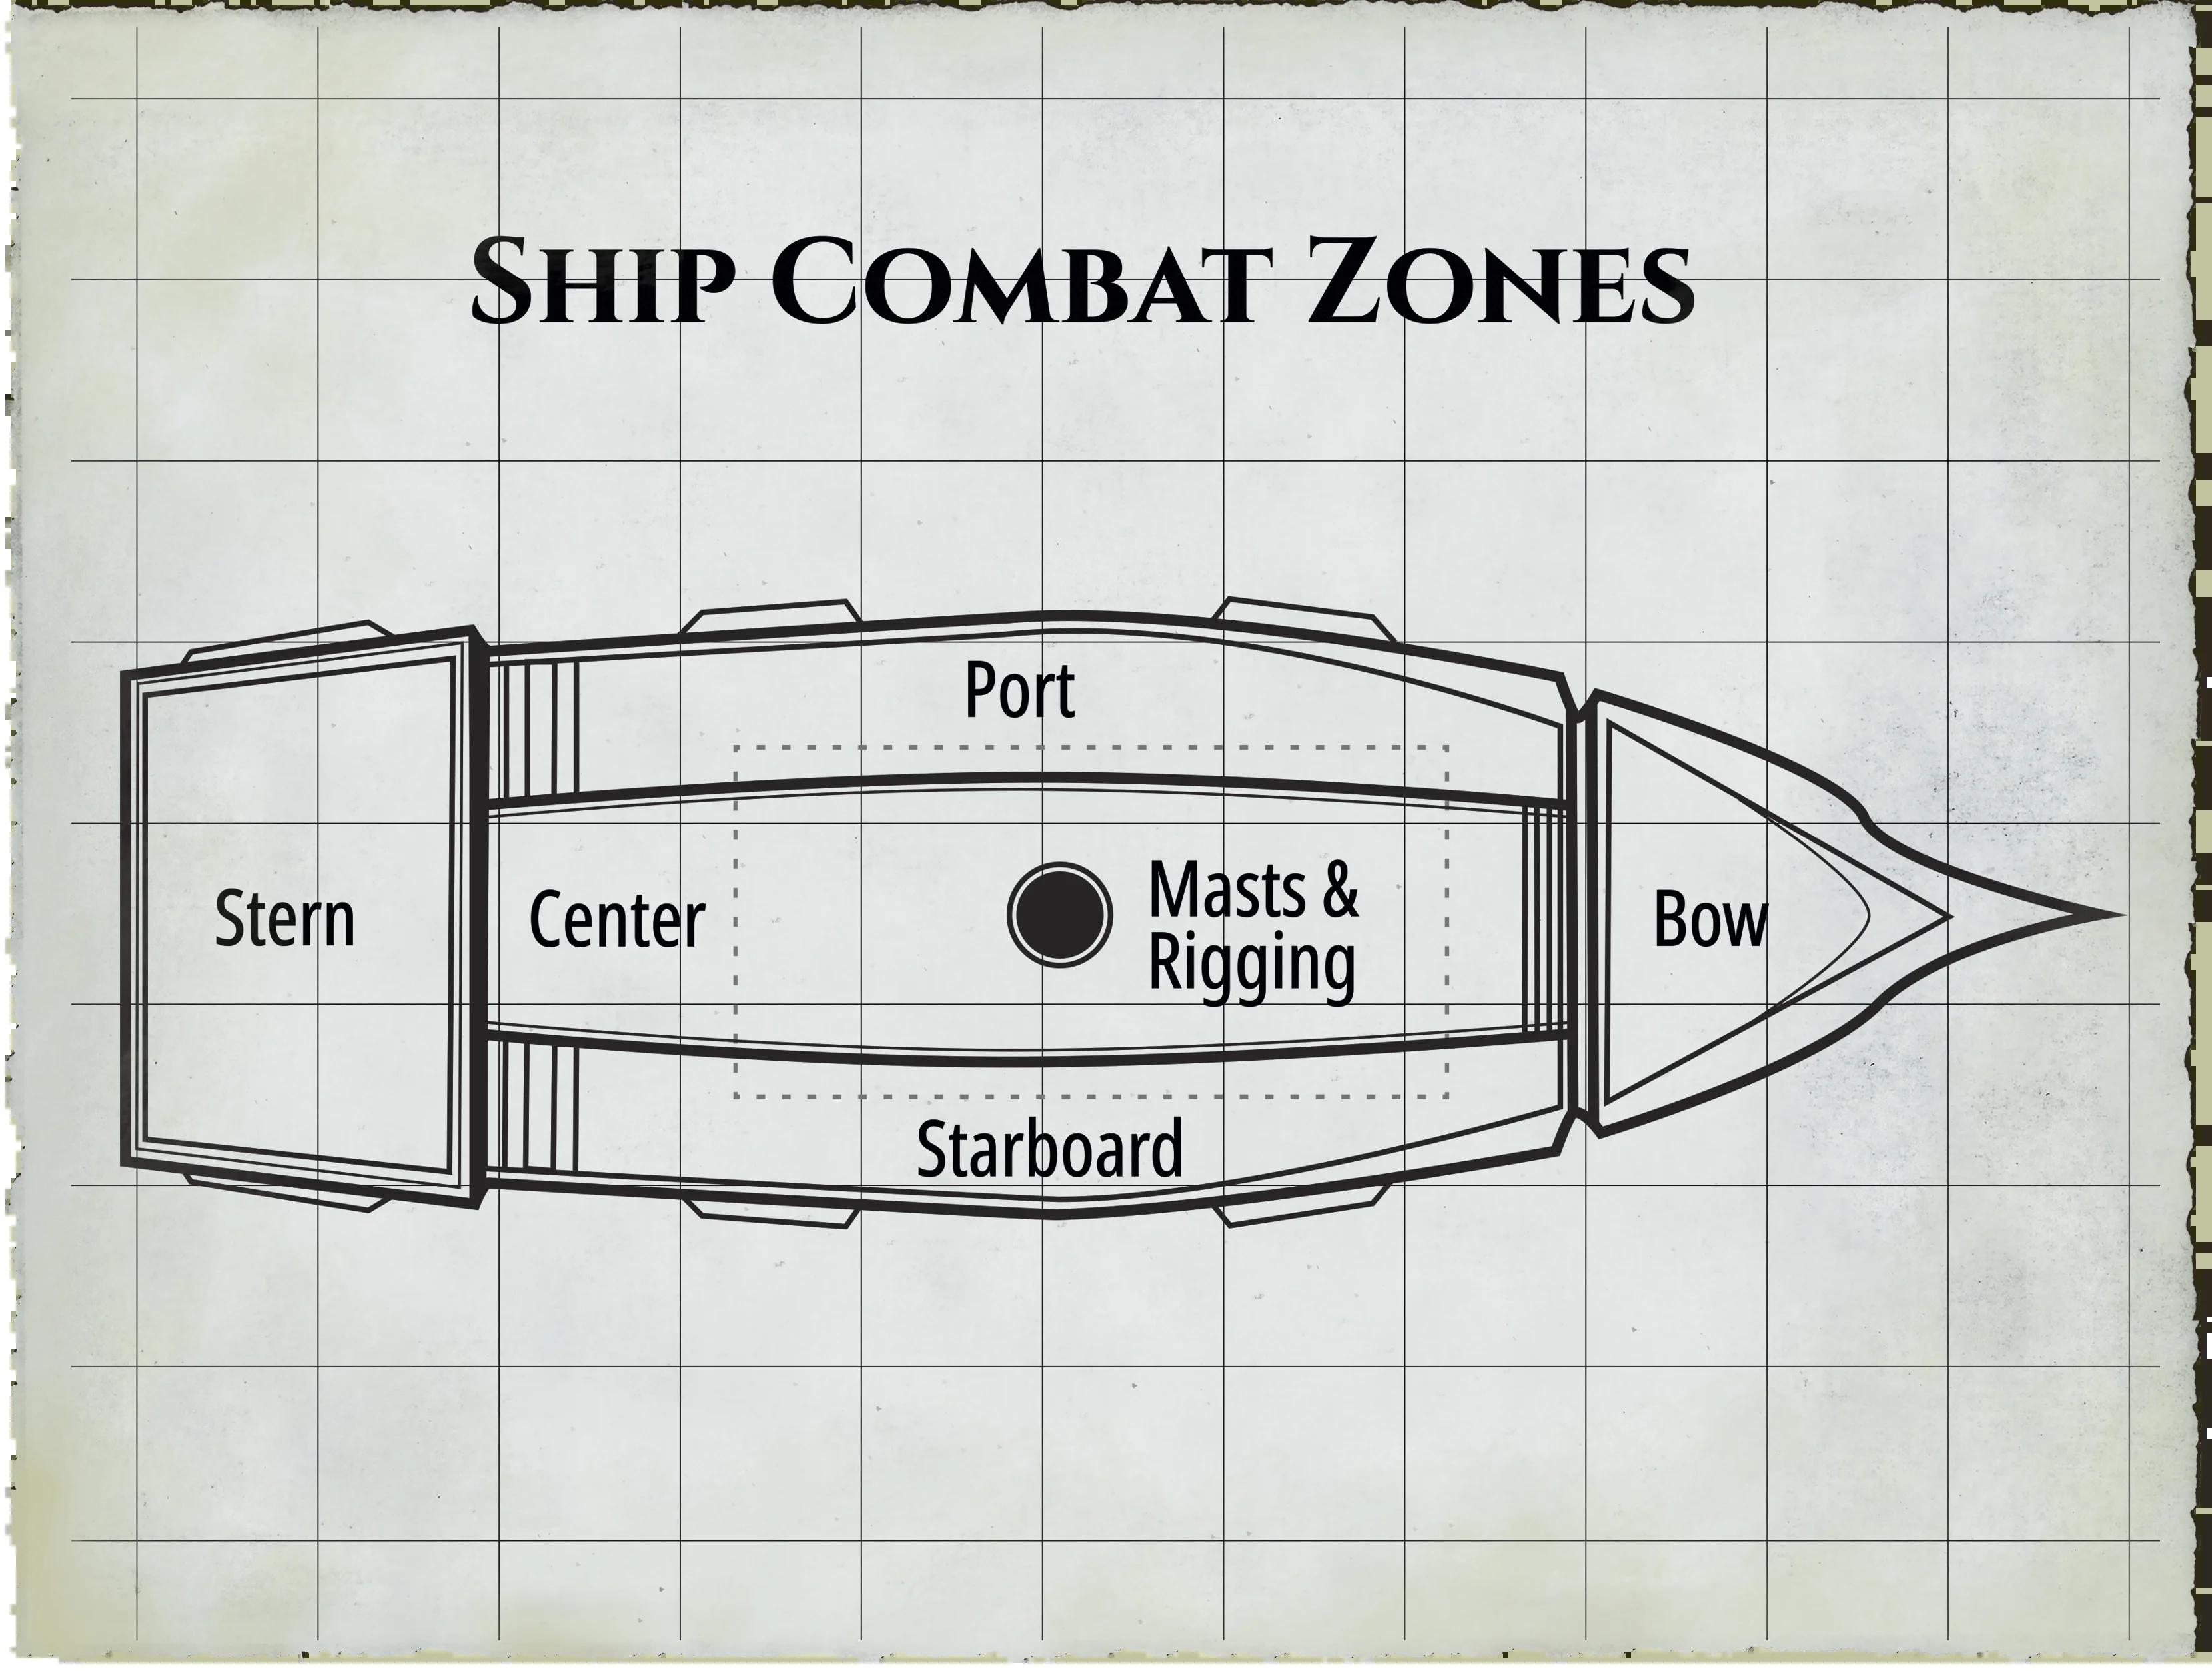 Ship Combat Zones
Port
Stern
Center
Masts &
Rigging
Bow
Starboard